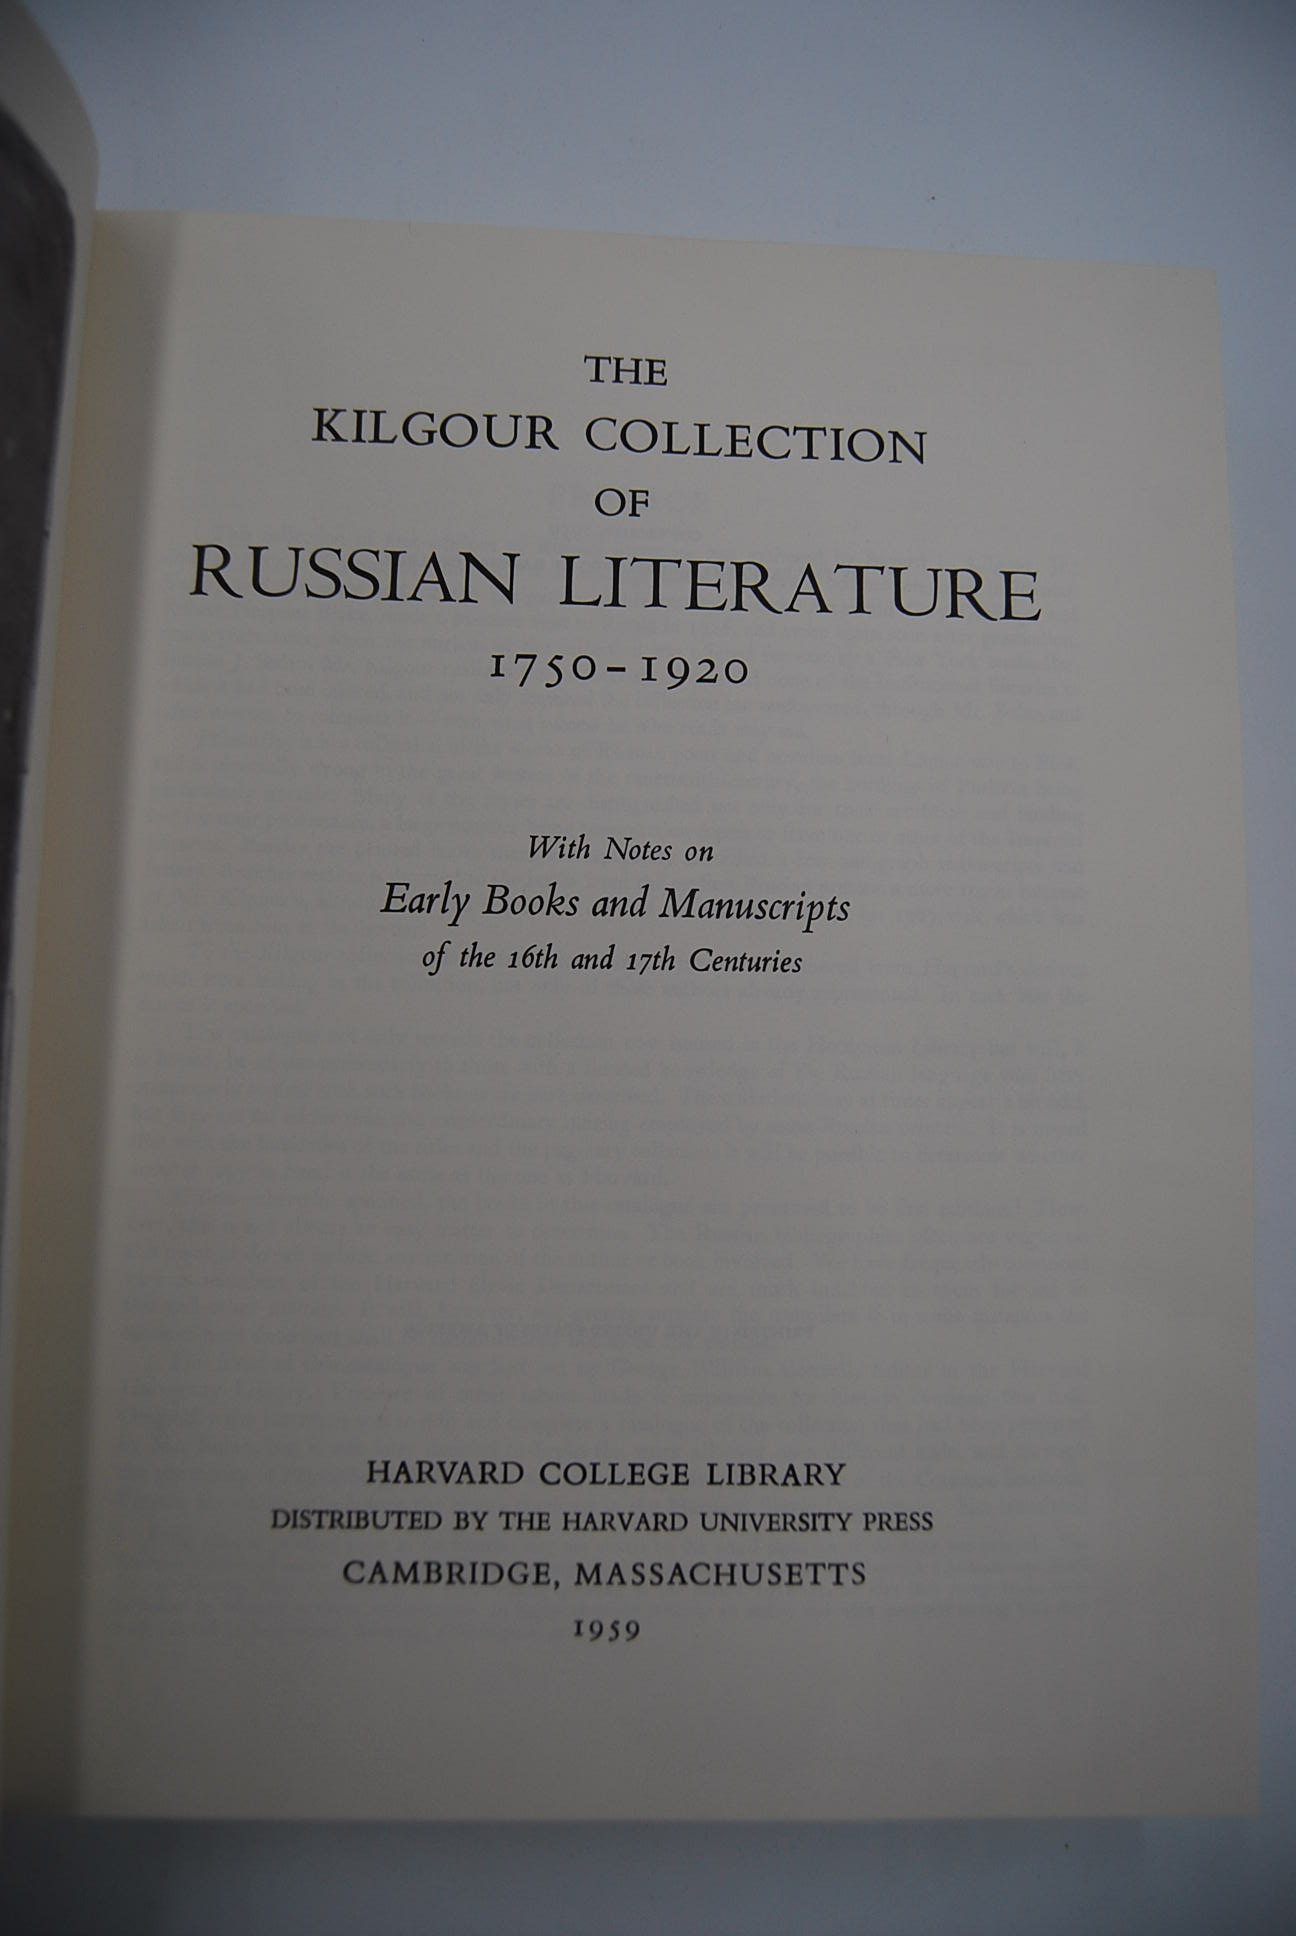 THE
KILGOUR COLLECTION
OF
RUSSIAN LITERATURE
1750-1920
With Notes on
Early Books and Manuscripts
of the 16th and 17th Centuries
HARVARD COLLEGE LIBRARY
DISTRIBUTED BY THE HARVARD UNIVERSITY PRESS
CAMBRIDGE, MASSACHUSETTS
1959